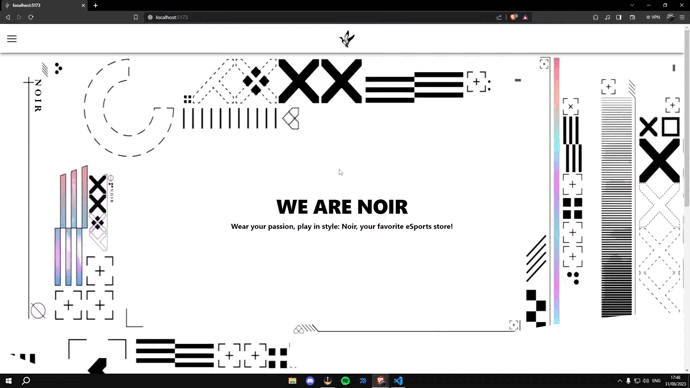 localhost:5173
localhost:5173
VPN
NOIR
WE ARE NOIR
Wear your passion, play in style: Noir, your favorite eSports store!
ENG
17:46
31/08/2023